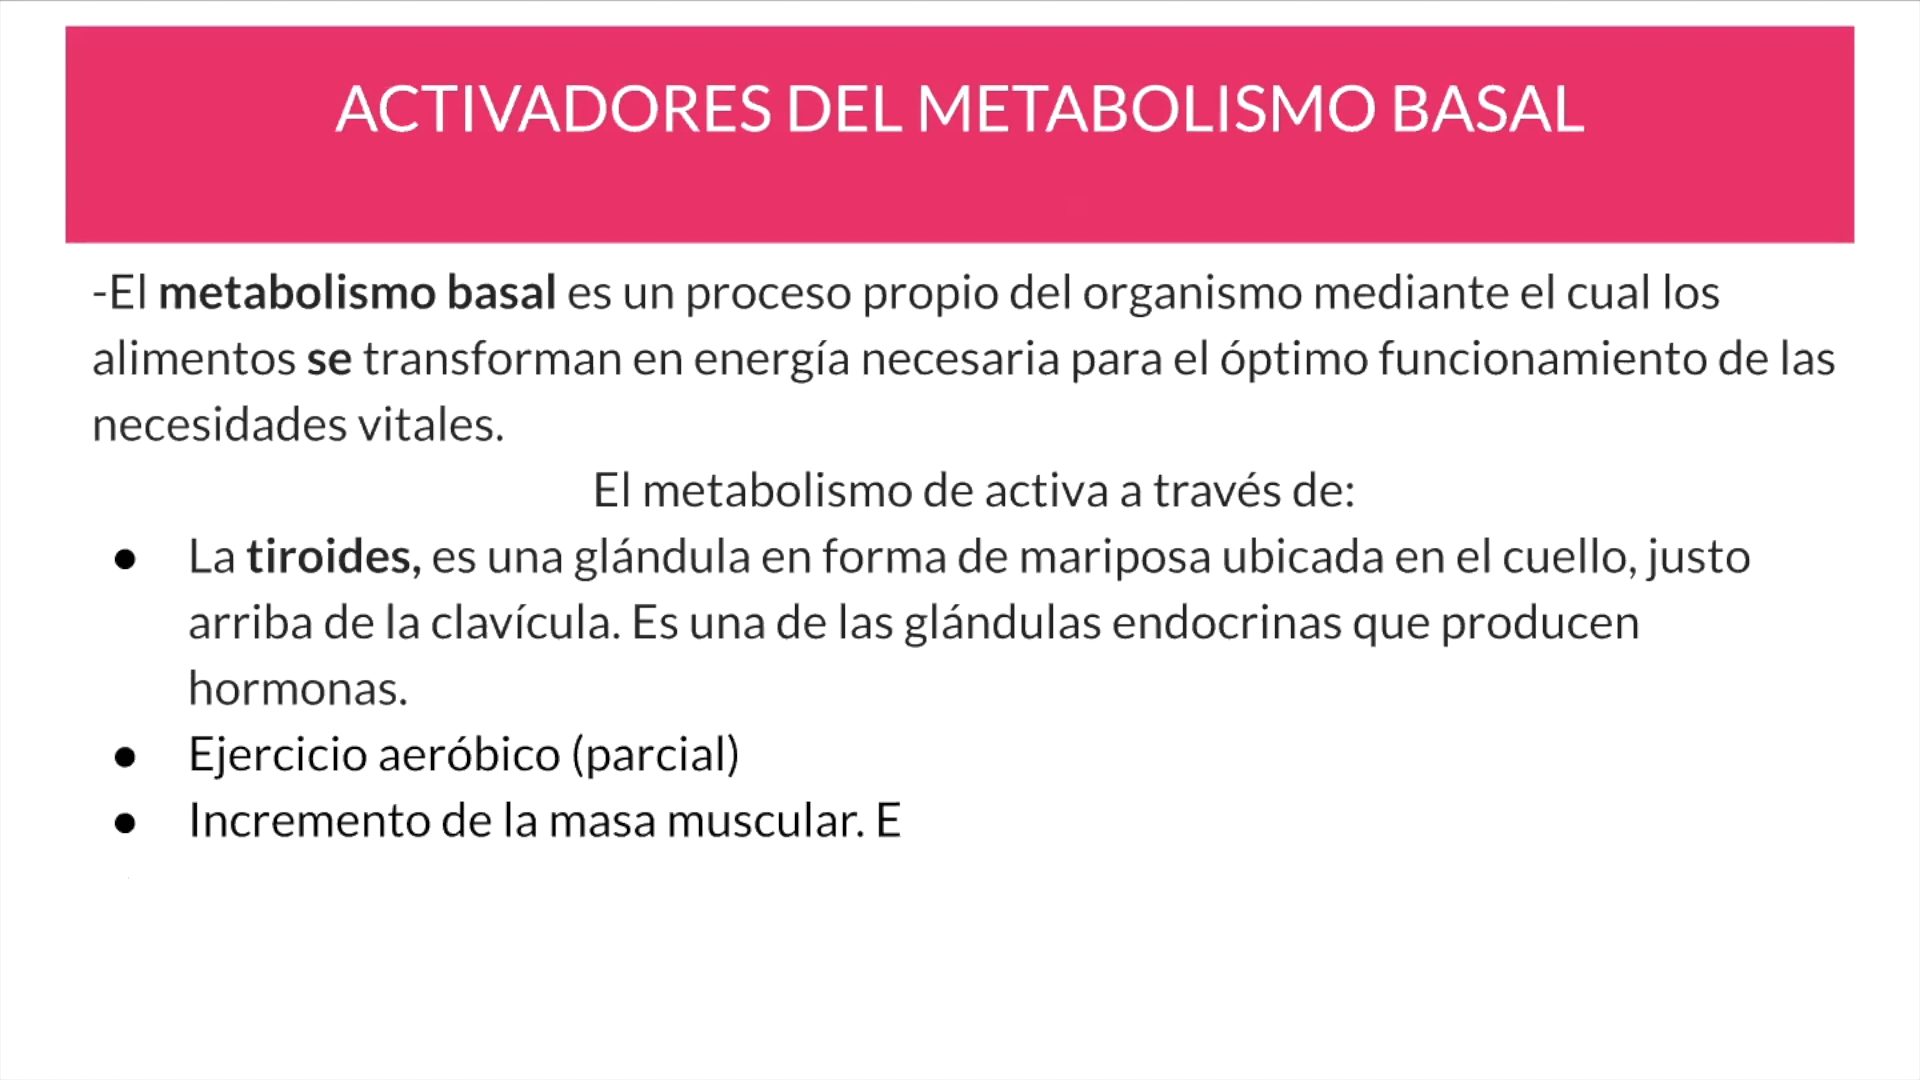 ACTIVADORES DEL METABOLISMO BASAL
-El metabolismo basal es un proceso propio del organismo mediante el cual los
alimentos se transforman en energía necesaria para el óptimo funcionamiento de las
necesidades vitales.
El metabolismo de activa a través de:
● La tiroides, es una glándula en forma de mariposa ubicada en el cuello, justo
arriba de la clavícula. Es una de las glándulas endocrinas que producen
hormonas.
● Ejercicio aeróbico (parcial)
● Incremento de la masa muscular. E